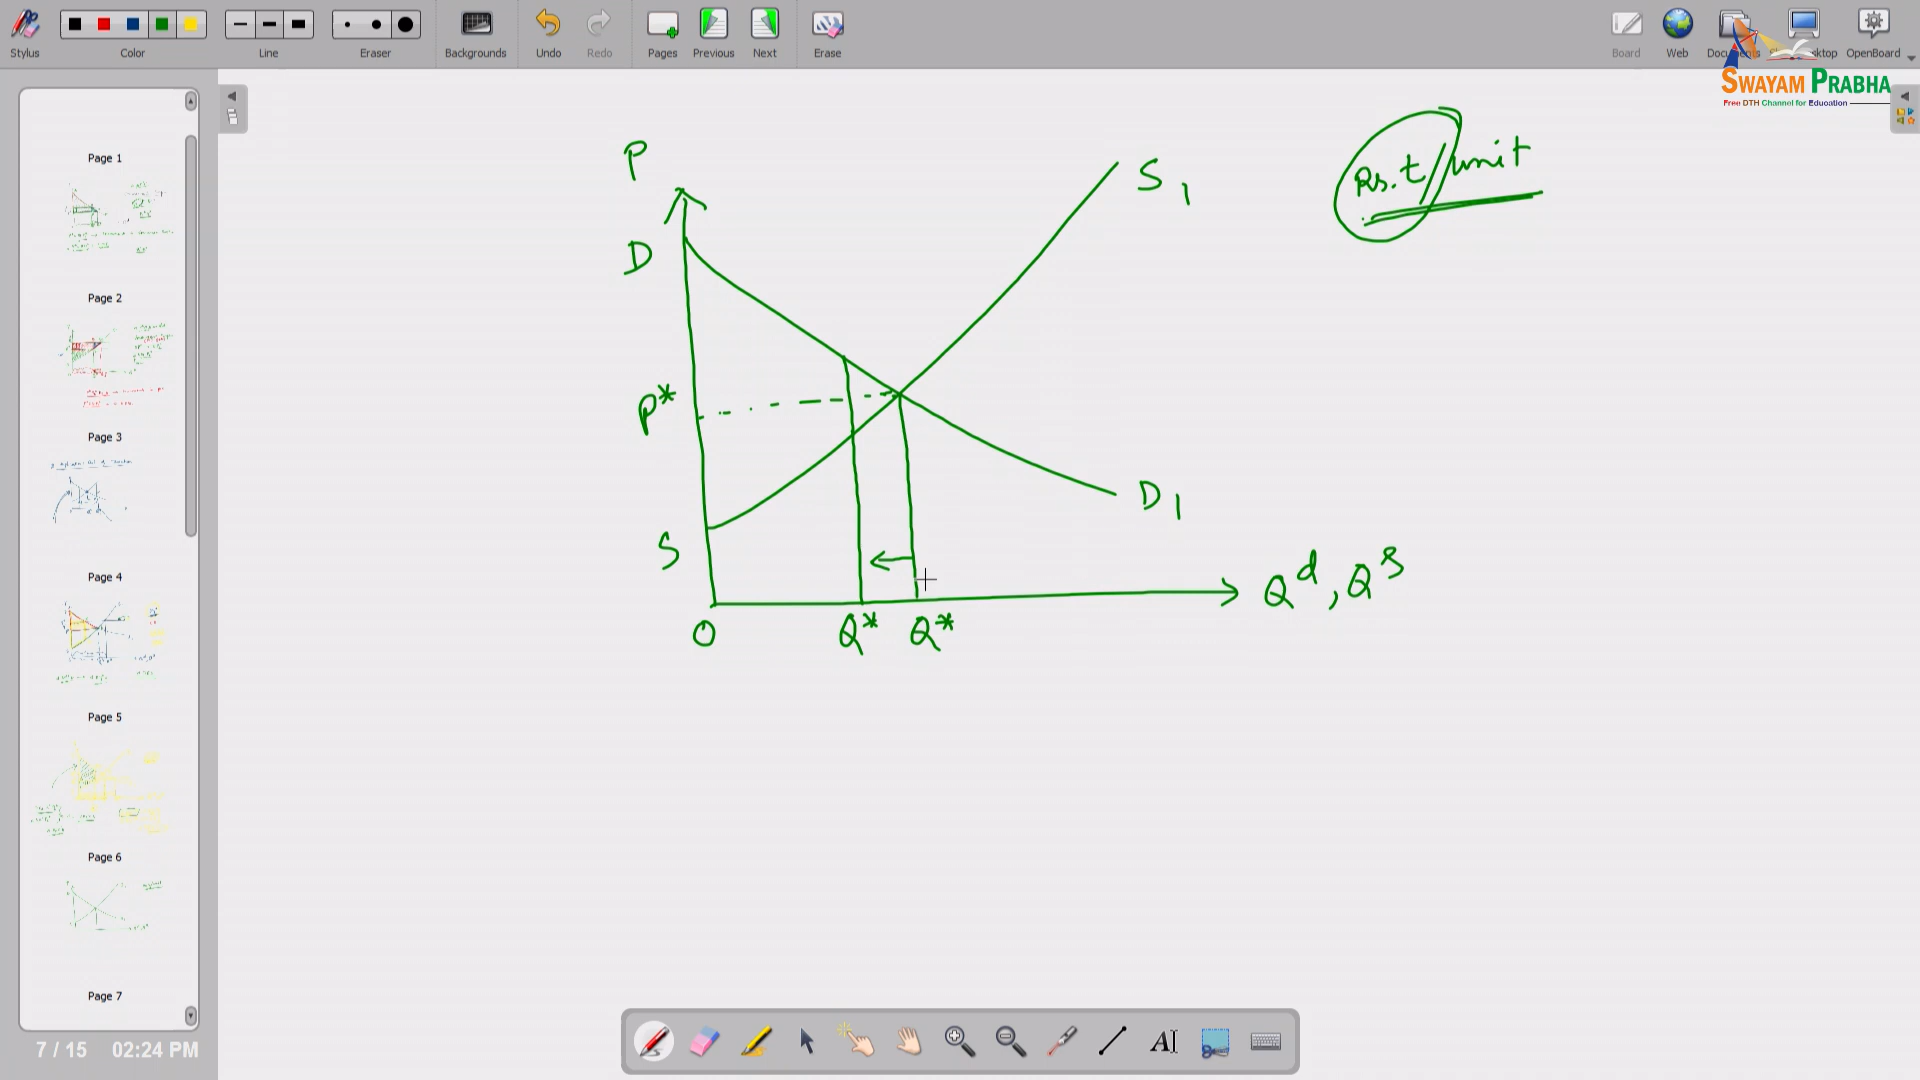 Stylus
Color
Line
Eraser
Backgrounds
Undo
Redo
Pages
Previous
Next
Erase
Board
Web
OpenBoard
SWAYAM PRABHA
Free DTH Channel for Education
Page 1
Page 2
Page 3
Page 4
Page 5
Page 6
Page 7
7 / 15 02:24 PM
P
D
P*
S
O
Q* Q*
S1
D1
Q^d, Q^s
Rs. t/unit
AI